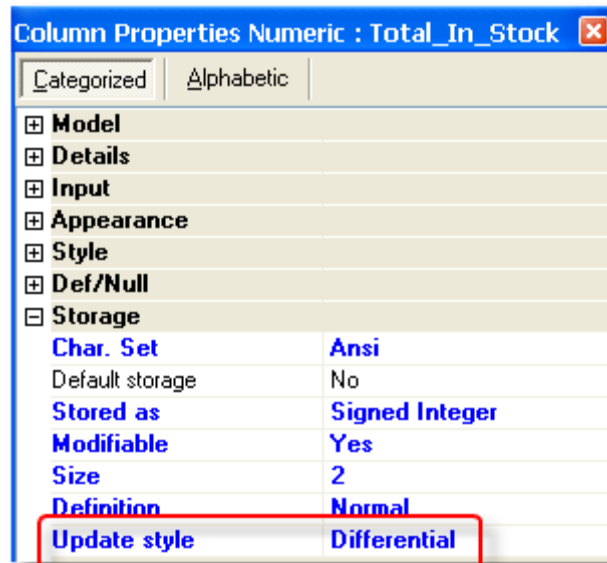 Column Properties Numeric : Total_In_Stock
Categorized Alphabetic
Model
Details
Input
Appearance
Style
Def/Null
Storage
Char. Set Ansi
Default storage No
Stored as Signed Integer
Modifiable Yes
Size 2
Definition Normal
Update style Differential